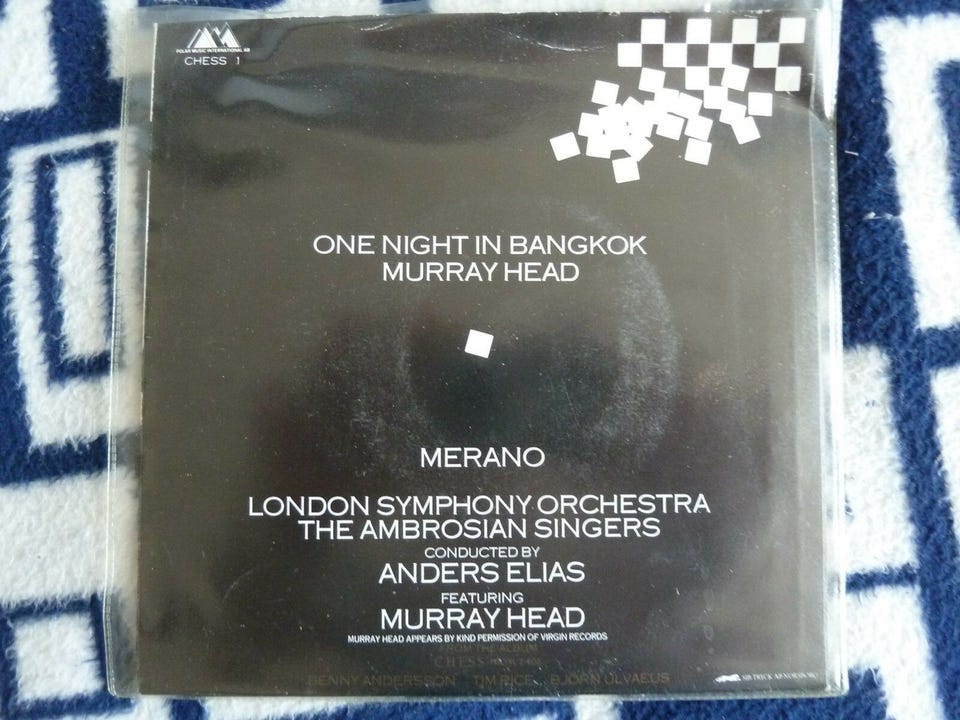 POLAR MUSIC INTERNATIONAL AB
CHESS 1
ONE NIGHT IN BANGKOK
MURRAY HEAD
MERANO
LONDON SYMPHONY ORCHESTRA
THE AMBROSIAN SINGERS
CONDUCTED BY
ANDERS ELIAS
FEATURING
MURRAY HEAD
MURRAY HEAD APPEARS BY KIND PERMISSION OF VIRGIN RECORDS
FROM THE ALBUM
CHESS
BENNY ANDERSSON TIM RICE BJÖRN ULVAEUS